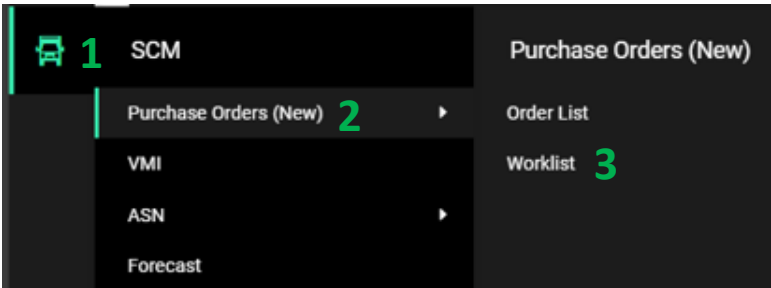 1 SCM
Purchase Orders (New) 2
VMI
ASN
Forecast
Purchase Orders (New)
Order List
Worklist 3